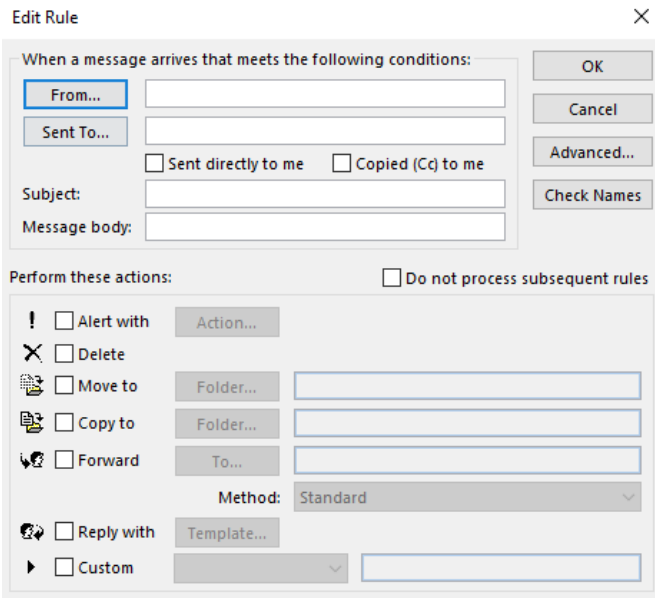 Edit Rule
When a message arrives that meets the following conditions:
OK
From...
Cancel
Sent To...
Advanced...
Sent directly to me Copied (Cc) to me
Subject:
Check Names
Message body:
Perform these actions: Do not process subsequent rules
Alert with Action...
Delete
Move to Folder...
Copy to Folder...
Forward To...
Method: Standard
Reply with Template...
Custom